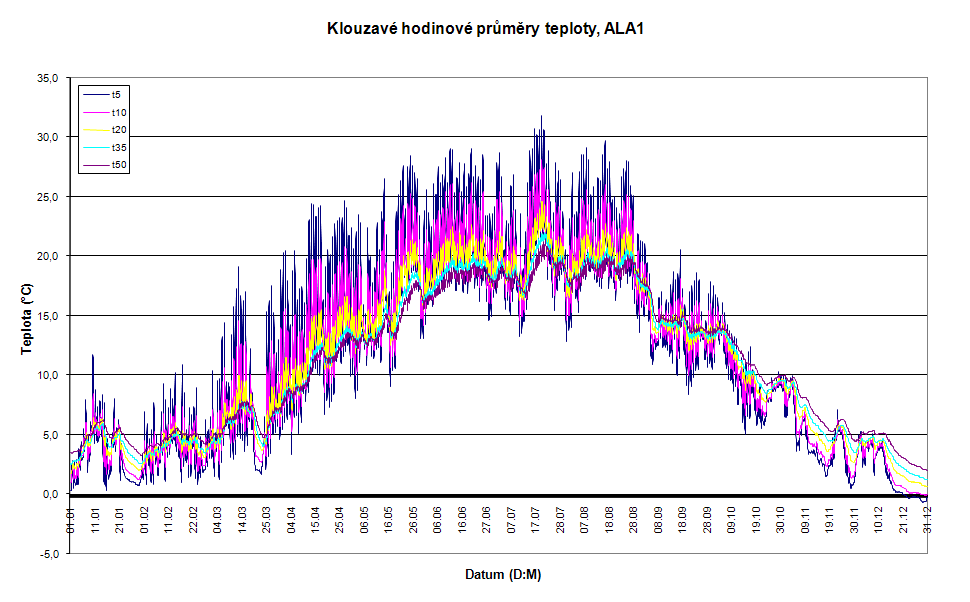 Klouzavé hodinové průměry teploty, ALA1
35,0
30,0
25,0
20,0
15,0
10,0
5,0
0,0
-5,0
t5
t10
t20
t35
t50
Teplota (°C)
01.01 11.01 21.01 01.02 11.02 22.02 04.03 14.03 25.03 04.04 15.04 25.04 06.05 16.05 26.05 06.06 16.06 27.06 07.07 17.07 28.07 07.08 18.08 28.08 08.09 18.09 28.09 09.10 19.10 30.10 09.11 19.11 30.11 10.12 21.12 31.12
Datum (D:M)